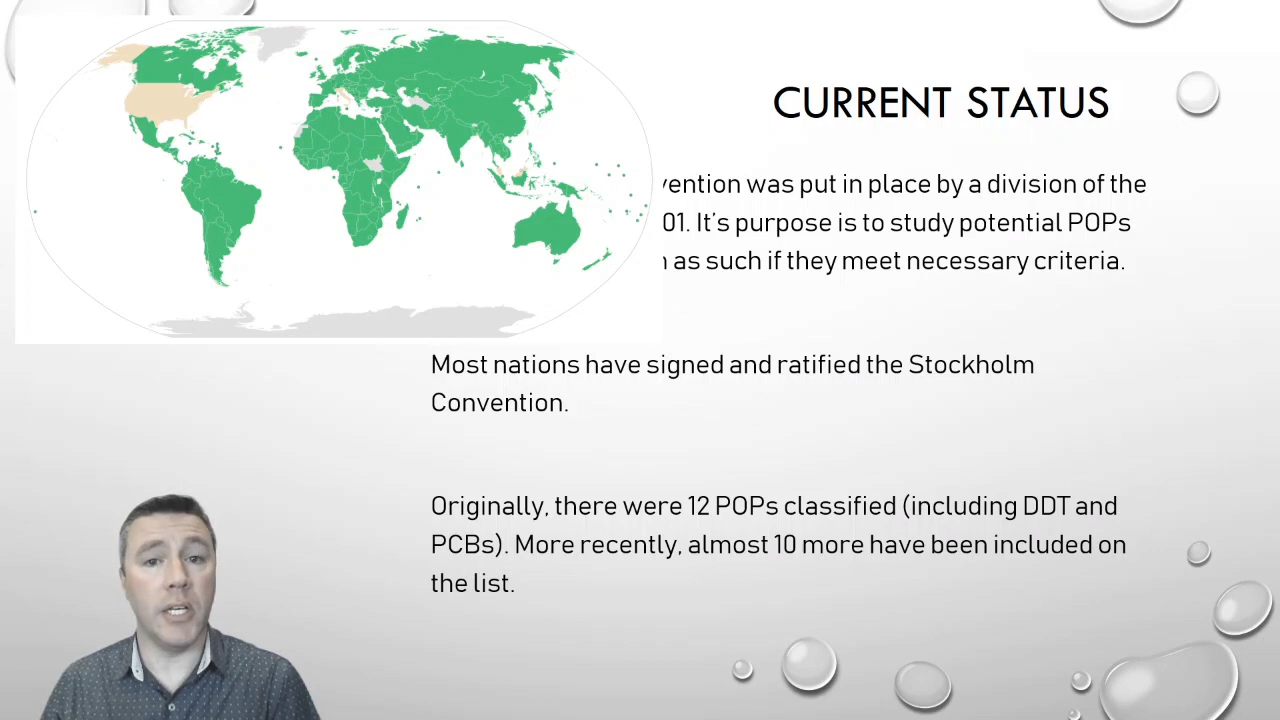 CURRENT STATUS
vention was put in place by a division of the
01. It's purpose is to study potential POPs
as such if they meet necessary criteria.
Most nations have signed and ratified the Stockholm
Convention.
Originally, there were 12 POPs classified (including DDT and
PCBs). More recently, almost 10 more have been included on
the list.